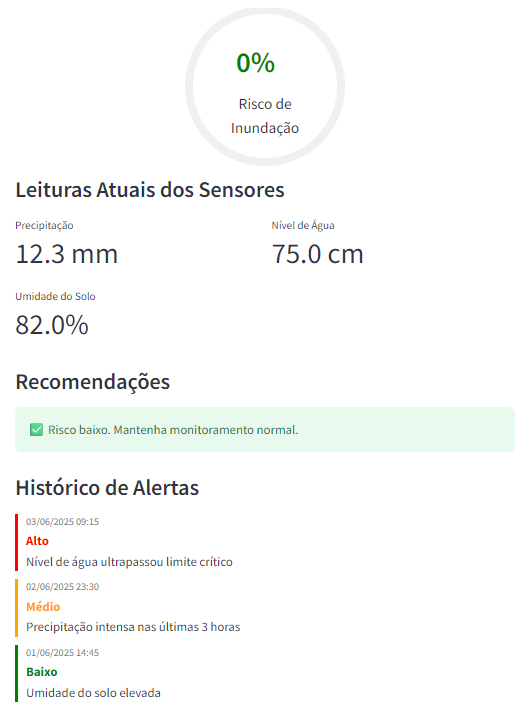 0%
Risco de
Inundação
Leituras Atuais dos Sensores
Precipitação
12.3 mm
Nível de Água
75.0 cm
Umidade do Solo
82.0%
Recomendações
✅ Risco baixo. Mantenha monitoramento normal.
Histórico de Alertas
03/06/2025 09:15
Alto
Nível de água ultrapassou limite crítico
02/06/2025 23:30
Médio
Precipitação intensa nas últimas 3 horas
01/06/2025 14:45
Baixo
Umidade do solo elevada